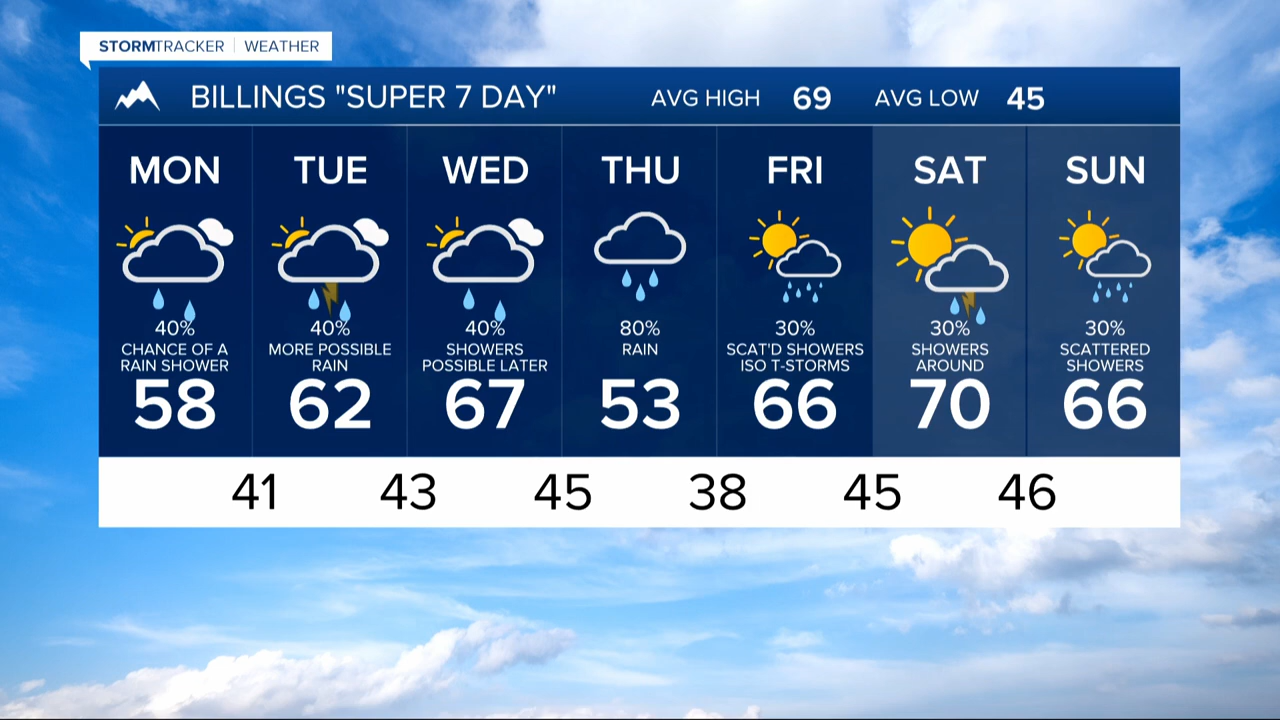 STORMTRACKER | WEATHER
BILLINGS "SUPER 7 DAY" AVG HIGH 69 AVG LOW 45
MON TUE WED THU FRI SAT SUN
40% 40% 40% 80% 30% 30% 30%
CHANCE OF A MORE POSSIBLE SHOWERS RAIN SCAT'D SHOWERS SHOWERS SCATTERED
RAIN SHOWER RAIN POSSIBLE LATER ISO T-STORMS AROUND SHOWERS
58 62 67 53 66 70 66
41 43 45 38 45 46